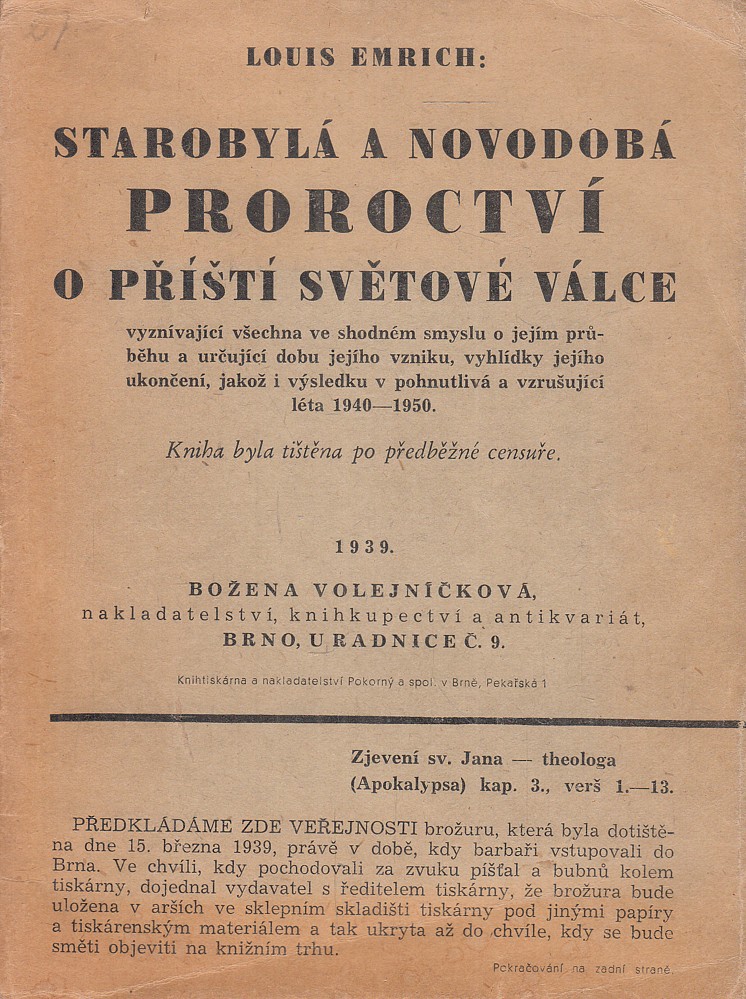 LOUIS EMRICH:
STAROBYLÁ A NOVODOBÁ
PROROCTVÍ
O PŘÍŠTÍ SVĚTOVÉ VÁLCE
vyznívající všechna ve shodném smyslu o jejím prů-
běhu a určující dobu jejího vzniku, vyhlídky jejího
ukončení, jakož i výsledku v pohnutlivá a vzrušující
léta 1940—1950.
Kniha byla tištěna po předběžné censuře.
1939.
BOŽENA VOLEJNÍČKOVÁ,
nakladatelství, knihkupectví a antikvariát,
BRNO, U RADNICE Č. 9.
Knihtiskárna a nakladatelství Pokorný a spol. v Brně, Pekařská 1
Zjevení sv. Jana — theologa
(Apokalypsa) kap. 3., verš 1.—13.
PŘEDKLÁDÁME ZDE VEŘEJNOSTI brožuru, která byla dotiště-
na dne 15. března 1939, právě v době, kdy barbaři vstupovali do
Brna. Ve chvíli, kdy pochodovali za zvuku píšťal a bubnů kolem
tiskárny, dojednal vydavatel s ředitelem tiskárny, že brožura bude
uložena v arších ve sklepním skladišti tiskárny pod jinými papíry
a tiskárenským materiálem a tak ukryta až do chvíle, kdy se bude
směti objeviti na knižním trhu.
Pokračování na zadní straně.